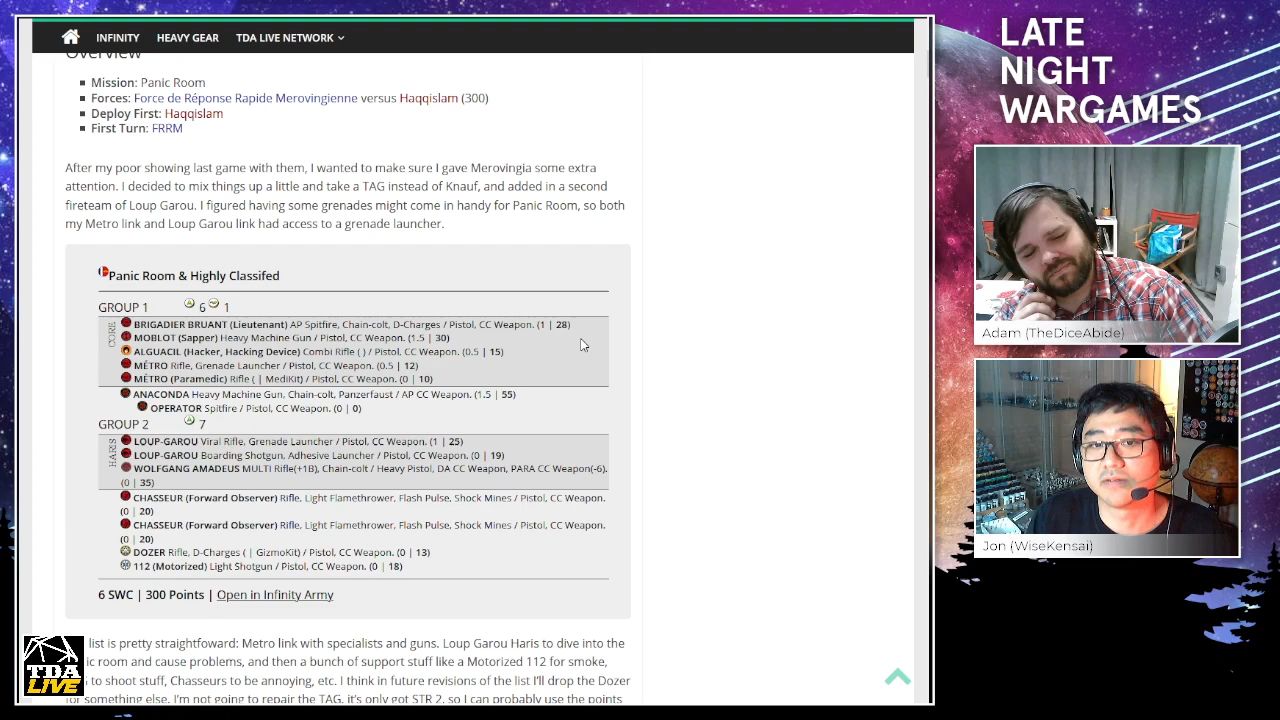 INFINITY HEAVY GEAR TDA LIVE NETWORK
Overview
Mission: Panic Room
Forces: Force de Réponse Rapide Merovingienne versus Haqqislam (300)
Deploy First: Haqqislam
First Turn: FRRM
After my poor showing last game with them, I wanted to make sure I gave Merovingia some extra
attention. I decided to mix things up a little and take a TAG instead of Knauf, and added in a second
fireteam of Loup Garou. I figured having some grenades might come in handy for Panic Room, so both
my Metro link and Loup Garou link had access to a grenade launcher.
Panic Room & Highly Classifed
GROUP 1 6 1
CORE
BRIGADIER BRUANT (Lieutenant) AP Spitfire, Chain-colt, D-Charges / Pistol, CC Weapon. (1 | 28)
MOBLOT (Sapper) Heavy Machine Gun / Pistol, CC Weapon. (1.5 | 30)
ALGUACIL (Hacker, Hacking Device) Combi Rifle ( ) / Pistol, CC Weapon. (0.5 | 15)
MÉTRO Rifle, Grenade Launcher / Pistol, CC Weapon. (0.5 | 12)
MÉTRO (Paramedic) Rifle ( | MediKit) / Pistol, CC Weapon. (0 | 10)
ANACONDA Heavy Machine Gun, Chain-colt, Panzerfaust / AP CC Weapon. (1.5 | 55)
OPERATOR Spitfire / Pistol, CC Weapon. (0 | 0)
GROUP 2 7
HARIS
LOUP-GAROU Viral Rifle, Grenade Launcher / Pistol, CC Weapon. (1 | 25)
LOUP-GAROU Boarding Shotgun, Adhesive Launcher / Pistol, CC Weapon. (0 | 19)
WOLFGANG AMADEUS MULTI Rifle(+1B), Chain-colt / Heavy Pistol, DA CC Weapon, PARA CC Weapon(-6).
(0 | 35)
CHASSEUR (Forward Observer) Rifle, Light Flamethrower, Flash Pulse, Shock Mines / Pistol, CC Weapon.
(0 | 20)
CHASSEUR (Forward Observer) Rifle, Light Flamethrower, Flash Pulse, Shock Mines / Pistol, CC Weapon.
(0 | 20)
DOZER Rifle, D-Charges ( | GizmoKit) / Pistol, CC Weapon. (0 | 13)
112 (Motorized) Light Shotgun / Pistol, CC Weapon. (0 | 18)
6 SWC | 300 Points | Open in Infinity Army
list is pretty straightfoward: Metro link with specialists and guns. Loup Garou Haris to dive into the
ic room and cause problems, and then a bunch of support stuff like a Motorized 112 for smoke,
to shoot stuff, Chasseurs to be annoying, etc. I think in future revisions of the list I'll drop the Dozer
for something else. I'm not going to repair the TAG, it's only got STR 2, so I can probably use the points
TDA
LIVE
LATE
NIGHT
WARGAMES
Adam (TheDiceAbide)
Jon (WiseKensai)